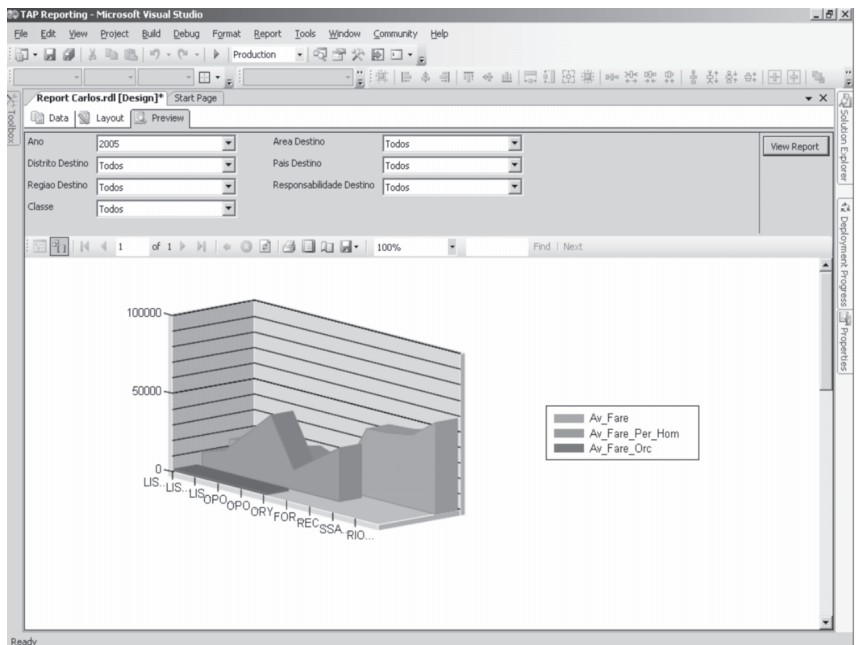 TAP Reporting - Microsoft Visual Studio
File Edit View Project Build Debug Format Report Tools Window Community Help
Production
Report Carlos.rdl [Design]* Start Page
Toolbox
Data Layout Preview
Ano 2005 Area Destino Todos View Report
Distrito Destino Todos Pais Destino Todos
Regiao Destino Todos Responsabilidade Destino Todos
Classe Todos
1 of 1 100% Find | Next
Solution Explorer
Deployment Progress
Properties
100000
50000
0
LIS..
LIS..
LIS
OPO
OPO
ORY
FOR
REC
SSA
RIO...
Av_Fare
Av_Fare_Per_Hom
Av_Fare_Orc
Ready